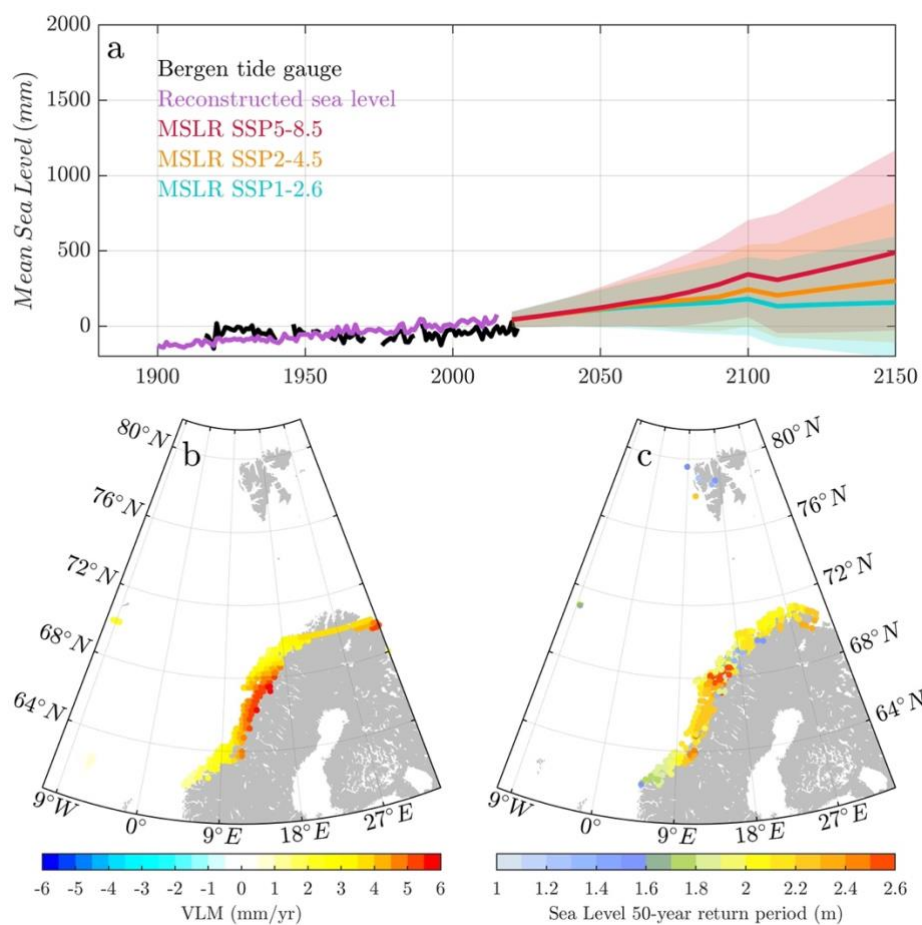 2000
a
Bergen tide gauge
Reconstructed sea level
MSLR SSP5-8.5
MSLR SSP2-4.5
MSLR SSP1-2.6
1500
1000
500
0
Mean Sea Level (mm)
1900
1950
2000
2050
2100
2150
b
80°N
76°N
72°N
68°N
64°N
9°W
0°
9°E
18°E
27°E
-6 -5 -4 -3 -2 -1 0 1 2 3 4 5 6
VLM (mm/yr)
c
80°N
76°N
72°N
68°N
64°N
9°W
0°
9°E
18°E
27°E
1 1.2 1.4 1.6 1.8 2 2.2 2.4 2.6
Sea Level 50-year return period (m)